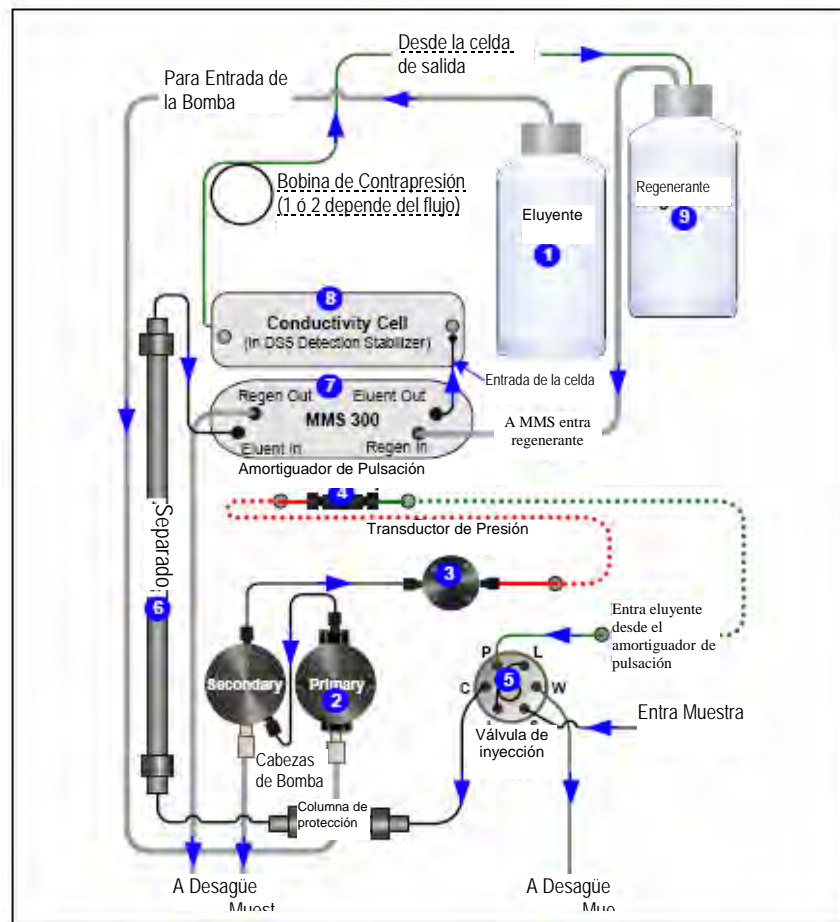 Desde la celda
de salida
Para Entrada de
la Bomba
Bobina de Contrapresión
(1 ó 2 depende del flujo)
Eluyente
1
Regenerante
9
8
Conductivity Cell
(In DS5 Detection Stabilizer)
Entrada de la celda
7
Regen Out
Eluent Out
MMS 300
Eluent In
Regen In
A MMS entra
regenerante
Amortiguador de Pulsación
4
Transductor de Presión
Separado
6
3
Entra eluyente
desde el
amortiguador de
pulsación
P
L
C
5
W
Secondary
Primary
2
Entra Muestra
Válvula de
inyección
Cabezas
de Bomba
Columna de
protección
A Desagüe
Muest
A Desagüe
Mue